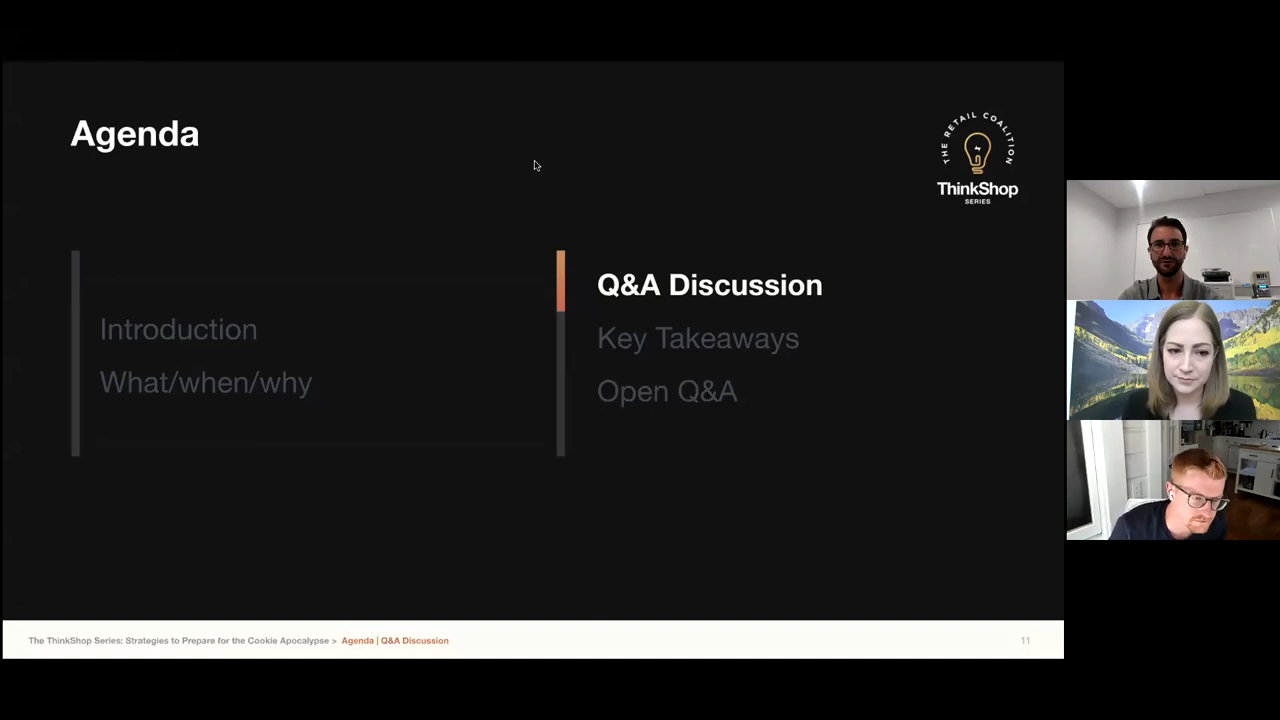 Agenda
THE RETAIL COALITION
ThinkShop
SERIES
Introduction
What/when/why
Q&A Discussion
Key Takeaways
Open Q&A
The ThinkShop Series: Strategies to Prepare for the Cookie Apocalypse > Agenda | Q&A Discussion
11
WiFi